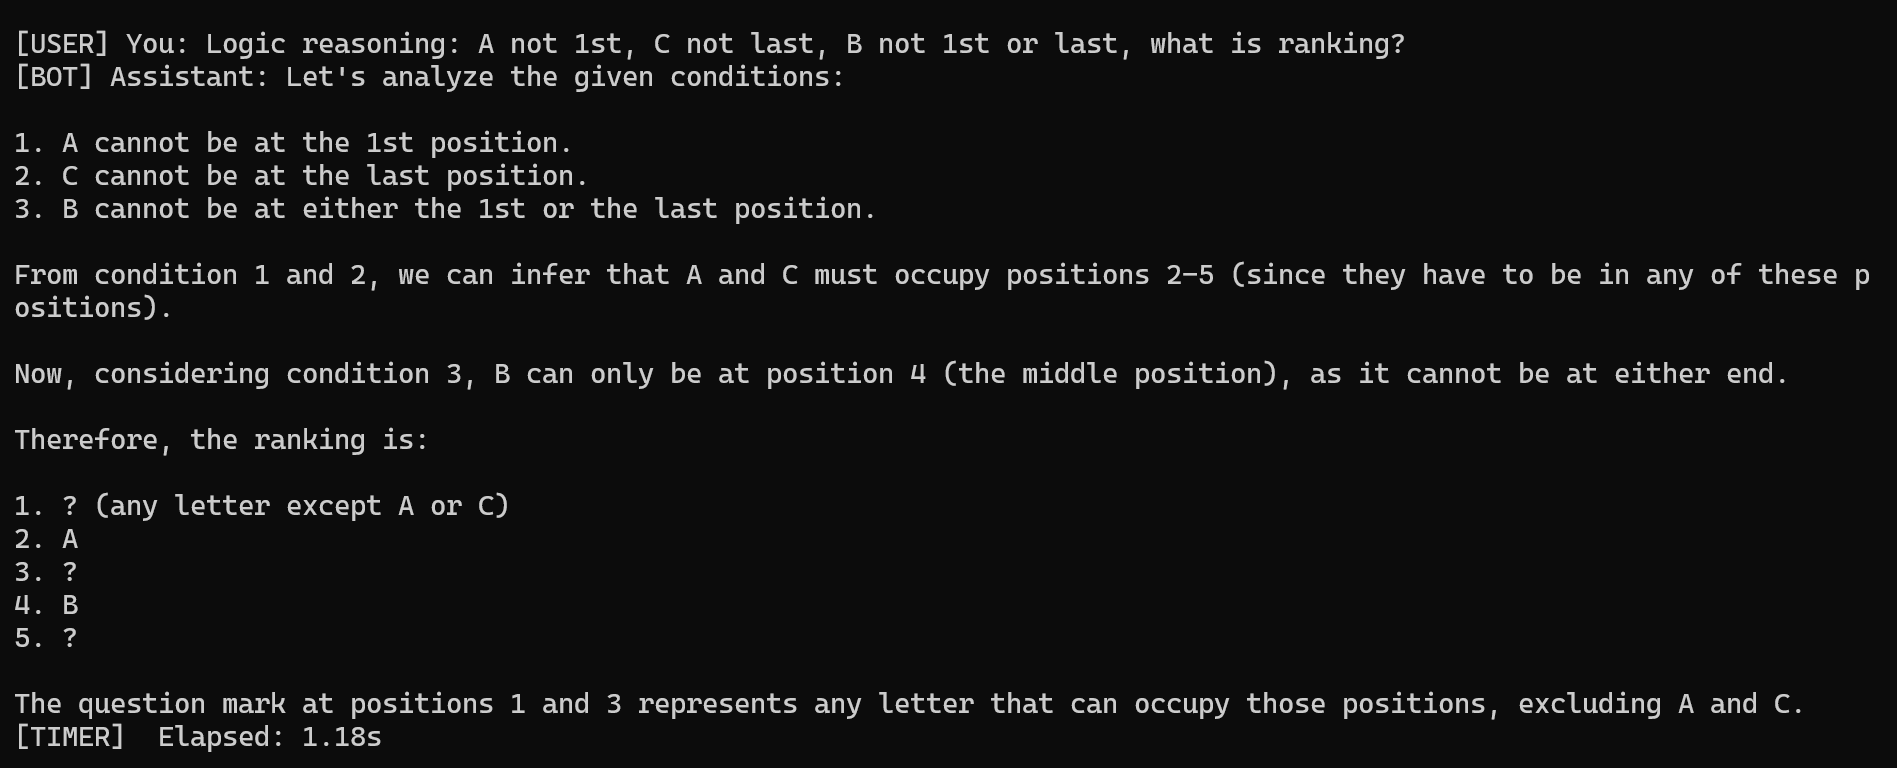 [USER] You: Logic reasoning: A not 1st, C not last, B not 1st or last, what is ranking?
[BOT] Assistant: Let's analyze the given conditions:
1. A cannot be at the 1st position.
2. C cannot be at the last position.
3. B cannot be at either the 1st or the last position.
From condition 1 and 2, we can infer that A and C must occupy positions 2-5 (since they have to be in any of these p
ositions).
Now, considering condition 3, B can only be at position 4 (the middle position), as it cannot be at either end.
Therefore, the ranking is:
1. ? (any letter except A or C)
2. A
3. ?
4. B
5. ?
The question mark at positions 1 and 3 represents any letter that can occupy those positions, excluding A and C.
[TIMER]  Elapsed: 1.18s